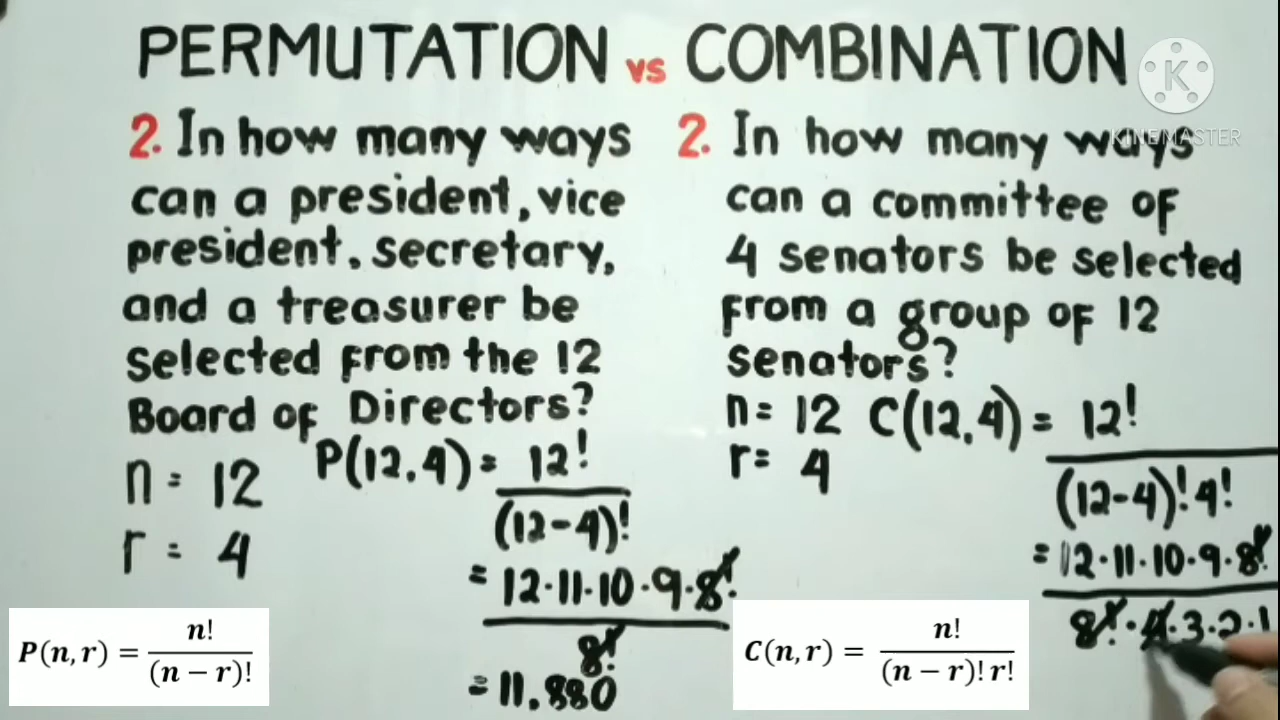 PERMUTATION vs COMBINATION
K
KINEMASTER
2. In how many ways
can a president, vice
president, secretary,
and a treasurer be
selected from the 12
Board of Directors?
n = 12
r = 4
P(12,4) = 12!
(12-4)!
= 12·11·10·9·8!
8!
= 11,880
P(n, r) = n!
(n − r)!
2. In how many ways
can a committee of
4 senators be selected
from a group of 12
senators?
n = 12
r = 4
C(12,4) = 12!
(12-4)! 4!
= 12·11·10·9·8!
8!·4·3·2·1
C(n, r) = n!
(n − r)! r!